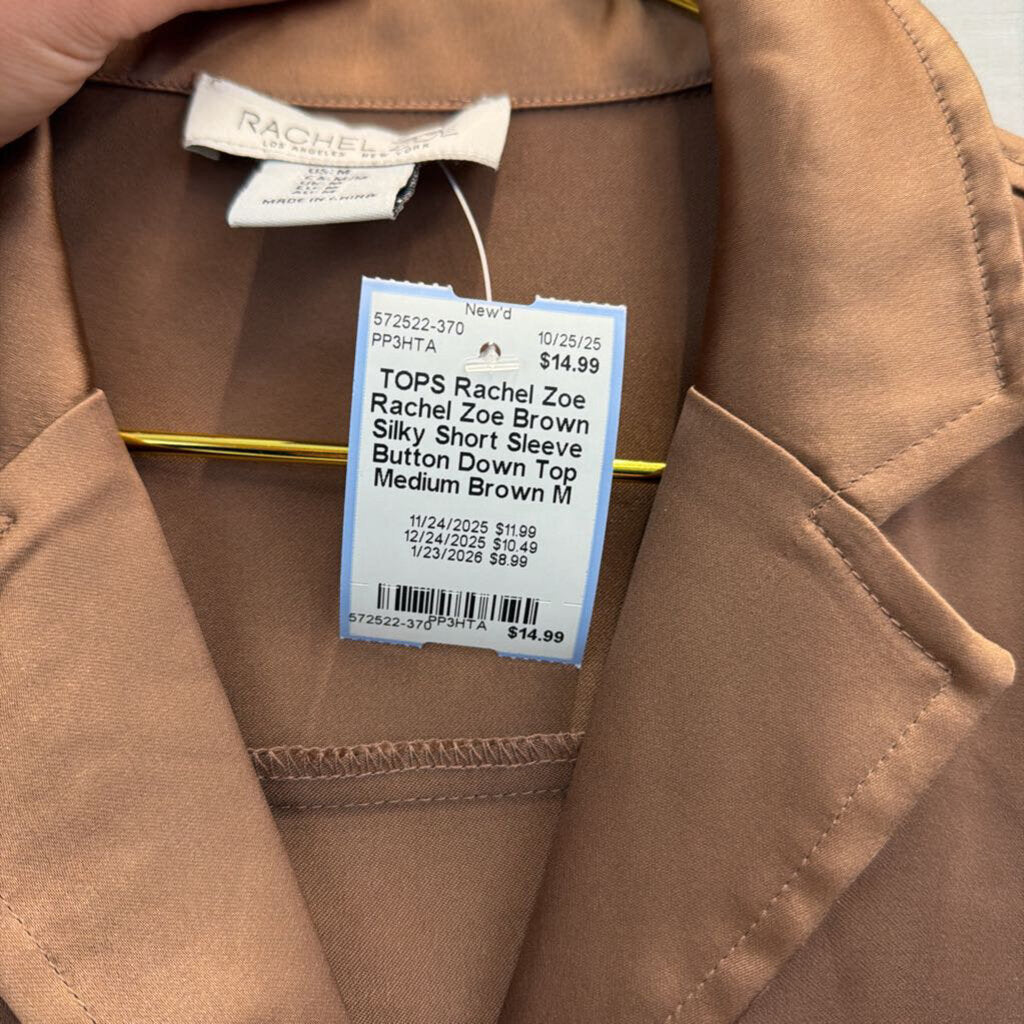 RACHEL ZOE
LOS ANGELES NEW YORK
US: M
MADE IN CHINA
New'd
572522-370
PP3HTA
10/25/25
$14.99
TOPS Rachel Zoe
Rachel Zoe Brown
Silky Short Sleeve
Button Down Top
Medium Brown M
11/24/2025 $11.99
12/24/2025 $10.49
1/23/2026 $8.99
572522-370 PP3HTA $14.99